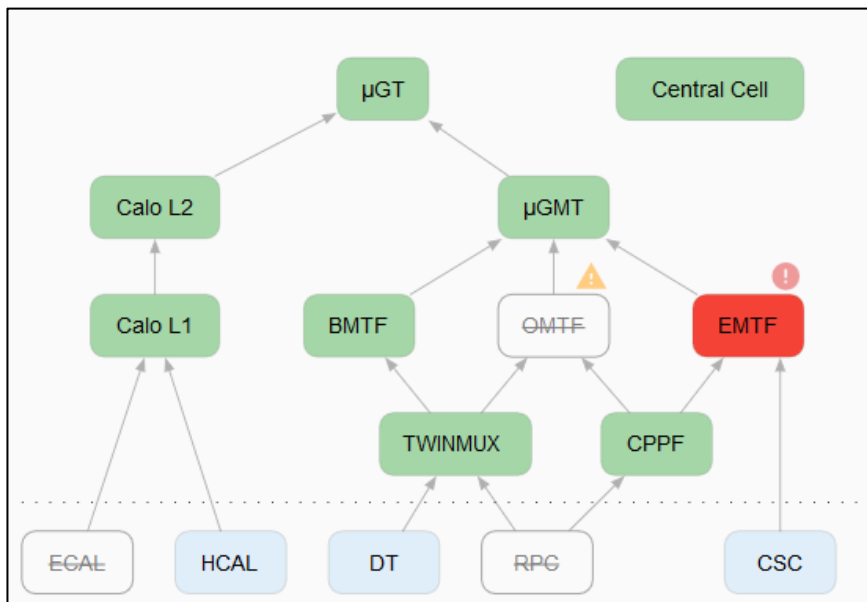 µGT
Central Cell
Calo L2
µGMT
Calo L1
BMTF
OMTF
EMTF
TWINMUX
CPPF
ECAL
HCAL
DT
RPC
CSC